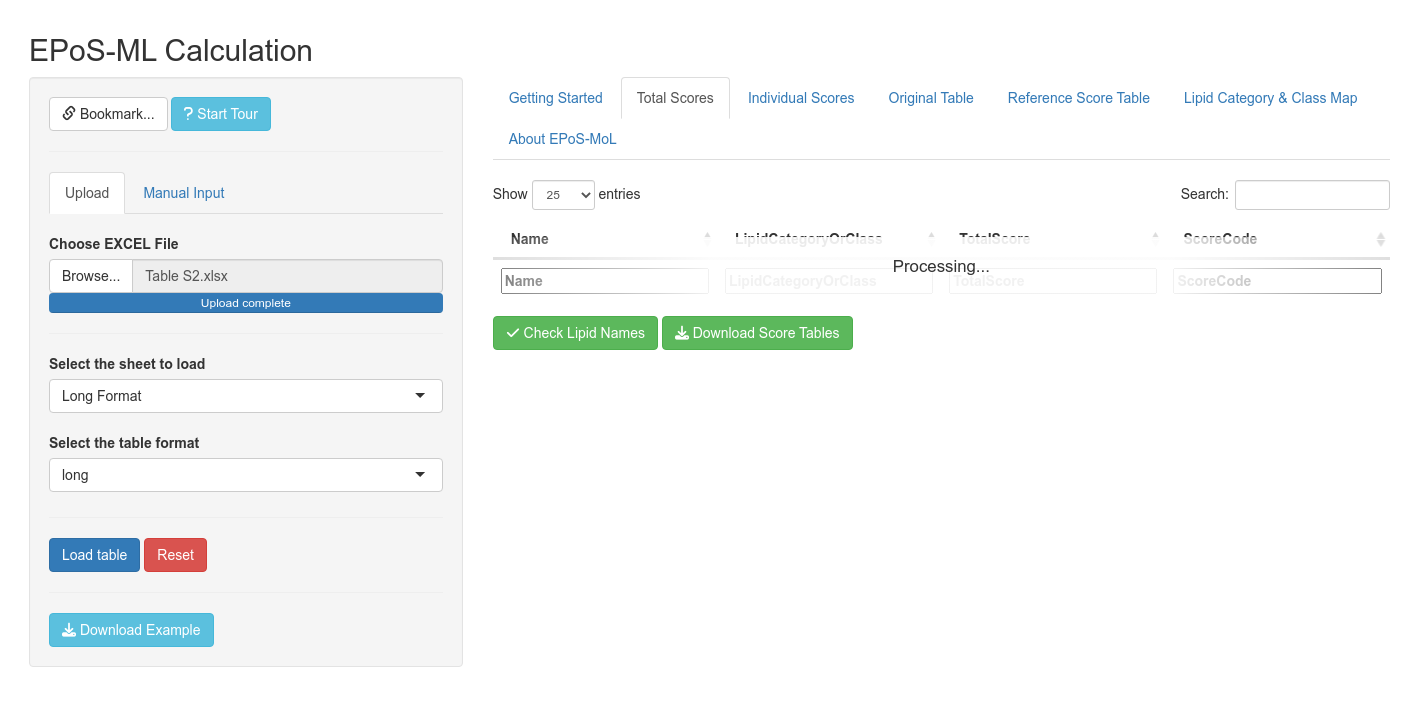 EPoS-ML Calculation
Bookmark...
? Start Tour
Upload
Manual Input
Choose EXCEL File
Browse...
Table S2.xlsx
Upload complete
Select the sheet to load
Long Format
Select the table format
long
Load table
Reset
Download Example
Getting Started
Total Scores
Individual Scores
Original Table
Reference Score Table
Lipid Category & Class Map
About EPoS-MoL
Show 25 entries
Search:
Name
LipidCategoryOrClass
TotalScore
ScoreCode
Processing...
Name
LipidCategoryOrClass
TotalScore
ScoreCode
Check Lipid Names
Download Score Tables